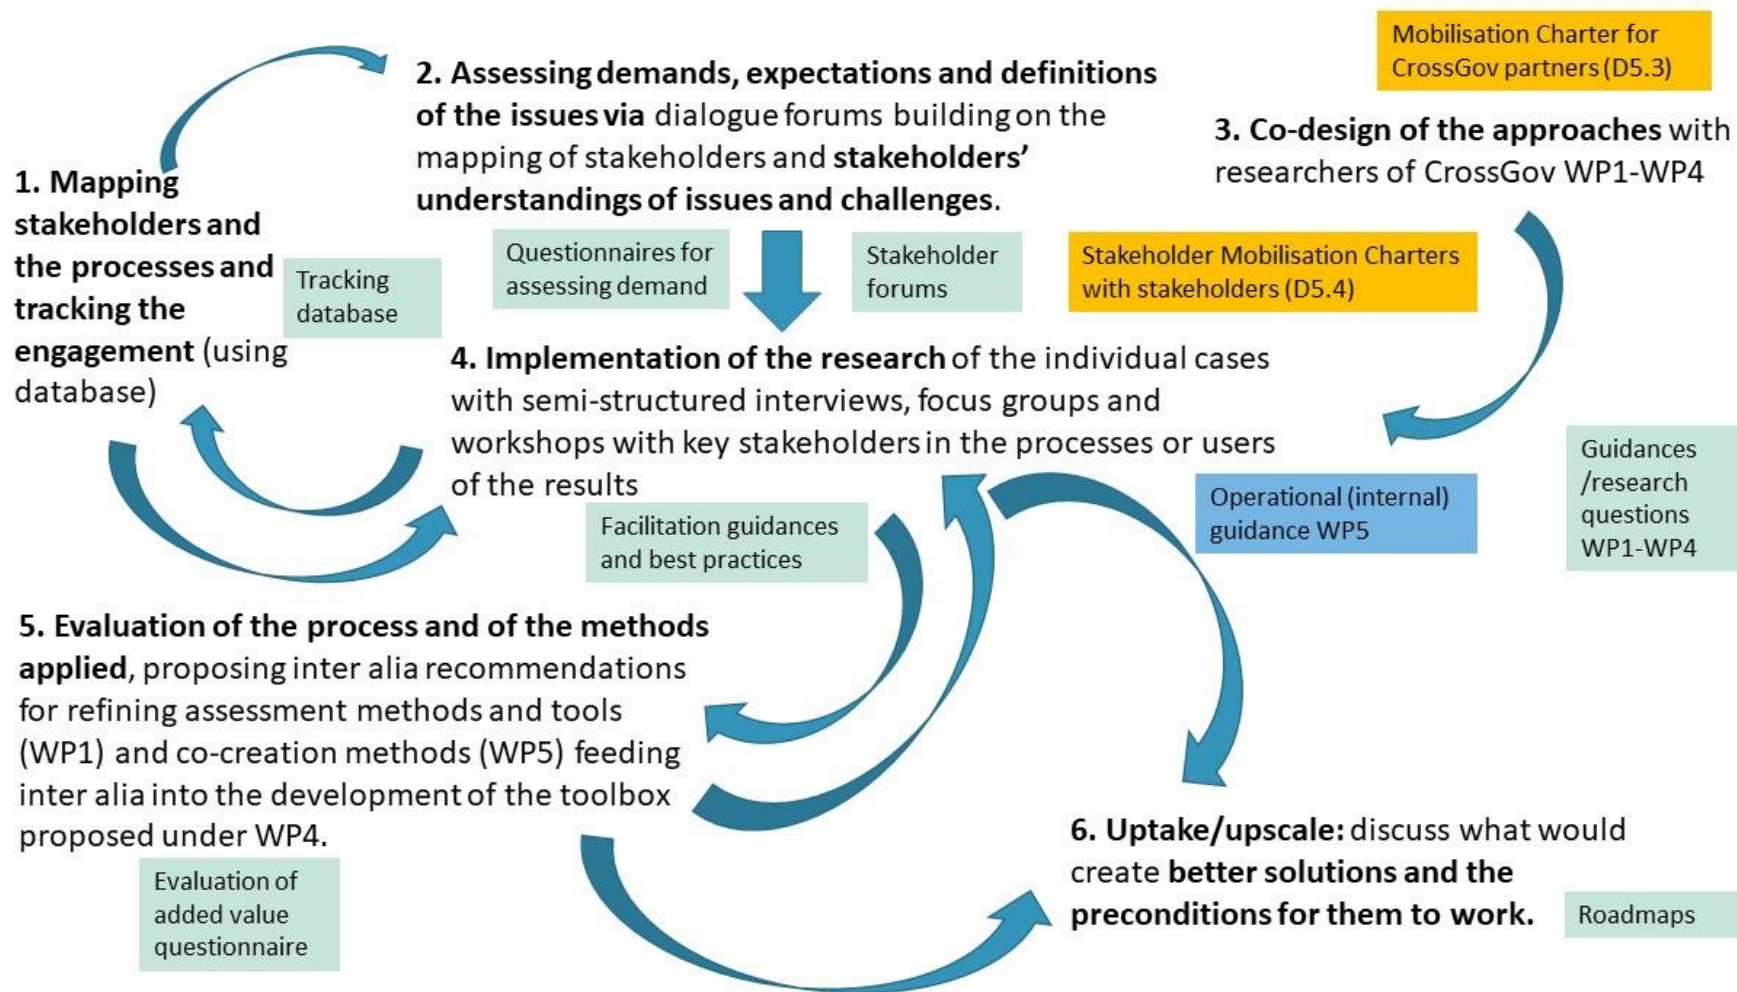 Mobilisation Charter for
CrossGov partners (D5.3)
2. Assessing demands, expectations and definitions
of the issues via dialogue forums building on the
mapping of stakeholders and stakeholders’
understandings of issues and challenges.
3. Co-design of the approaches with
researchers of CrossGov WP1-WP4
1. Mapping
stakeholders and
the processes and
tracking the
engagement (using
database)
Tracking
database
Questionnaires for
assessing demand
Stakeholder
forums
Stakeholder Mobilisation Charters
with stakeholders (D5.4)
4. Implementation of the research of the individual cases
with semi-structured interviews, focus groups and
workshops with key stakeholders in the processes or users
of the results
Guidances
/research
questions
WP1-WP4
Operational (internal)
guidance WP5
Facilitation guidances
and best practices
5. Evaluation of the process and of the methods
applied, proposing inter alia recommendations
for refining assessment methods and tools
(WP1) and co-creation methods (WP5) feeding
inter alia into the development of the toolbox
proposed under WP4.
Evaluation of
added value
questionnaire
6. Uptake/upscale: discuss what would
create better solutions and the
preconditions for them to work.
Roadmaps